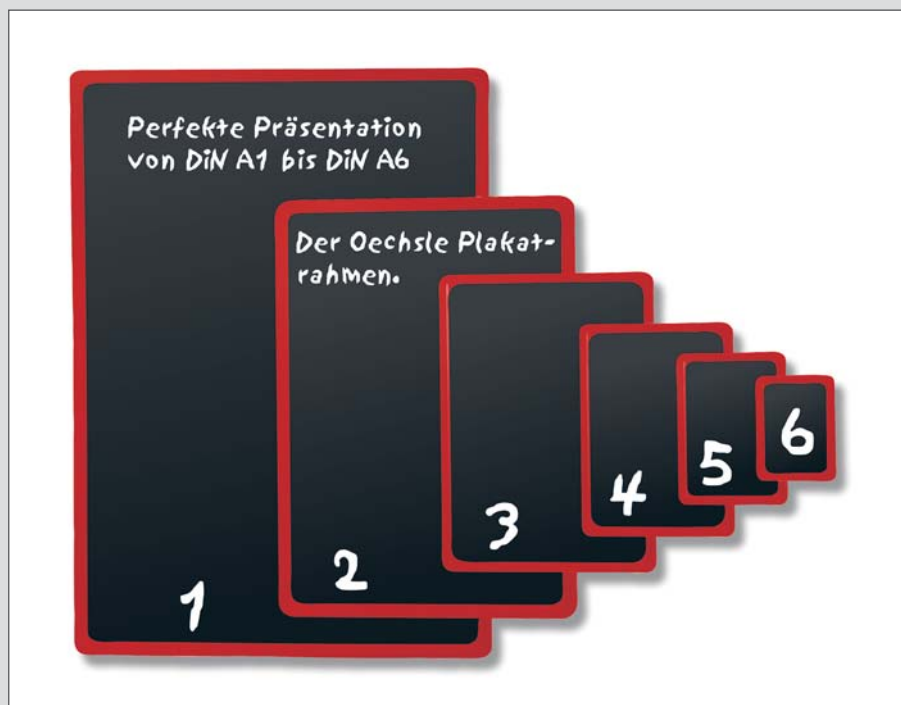 Perfekte Präsentation
von DiN A1 bis DiN A6
Der Oechsle Plakat-
rahmen.
1
2
3
4
5
6